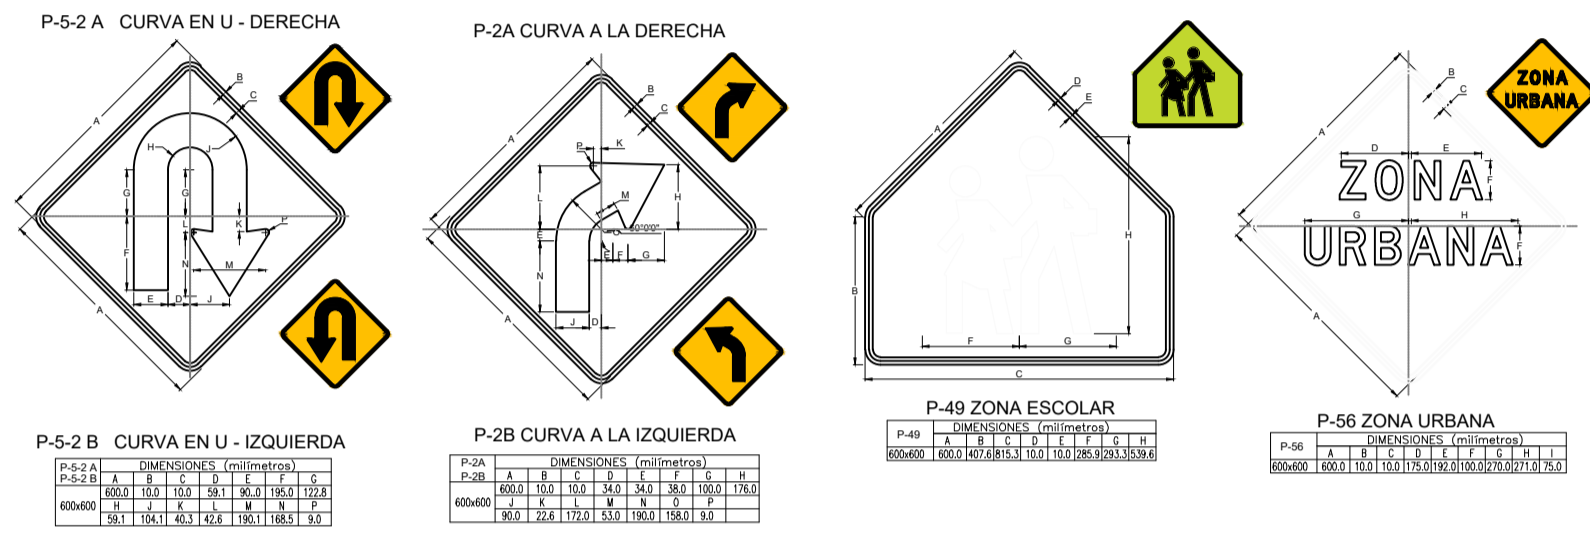 P-5-2 A CURVA EN U - DERECHA
A
B
C
H
J
G
G
F
L
K
P
N
M
E
D
J
A
P-5-2 B CURVA EN U - IZQUIERDA
P-5-2 A DIMENSIONES (milímetros)
P-5-2 B A B C D E F G
600x600 600.0 10.0 10.0 59.1 90..0 195.0 122.8
H J K L M N P
59.1 104.1 40.3 42.6 190.1 168.5 9.0
P-2A CURVA A LA DERECHA
A
B
C
P
K
L
M
H
E
E F G
N
J D
A
P-2B CURVA A LA IZQUIERDA
P-2A DIMENSIONES (milímetros)
P-2B A B C D E F G H
600x600 600.0 10.0 10.0 34.0 34.0 38.0 100.0 176.0
J K L M N O P
90.0 22.6 172.0 53.0 190.0 158.0 9.0
A
D
E
H
B
F G
C
P-49 ZONA ESCOLAR
P-49 DIMENSIONES (milímetros)
A B C D E F G H
600x600 600.0 407.6 815.3 10.0 10.0 285.9 293.3 539.6
ZONA
URBANA
A
B
C
D E
ZONA
F
G H
URBANA
F
A
P-56 ZONA URBANA
P-56 DIMENSIONES (milímetros)
A B C D E F G H I
600x600 600.0 10.0 10.0 175.0 192.0 100.0 270.0 271.0 75.0